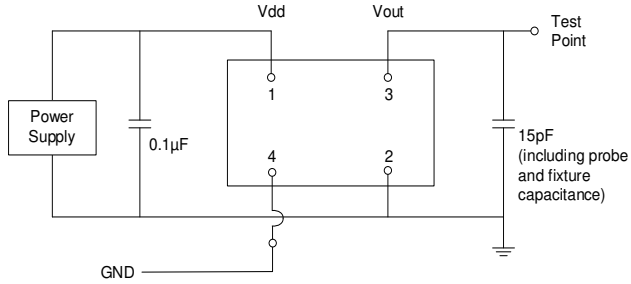 Vdd
Vout
Test
Point
1
3
Power
Supply
0.1µF
4
2
15pF
(including probe
and fixture
capacitance)
GND